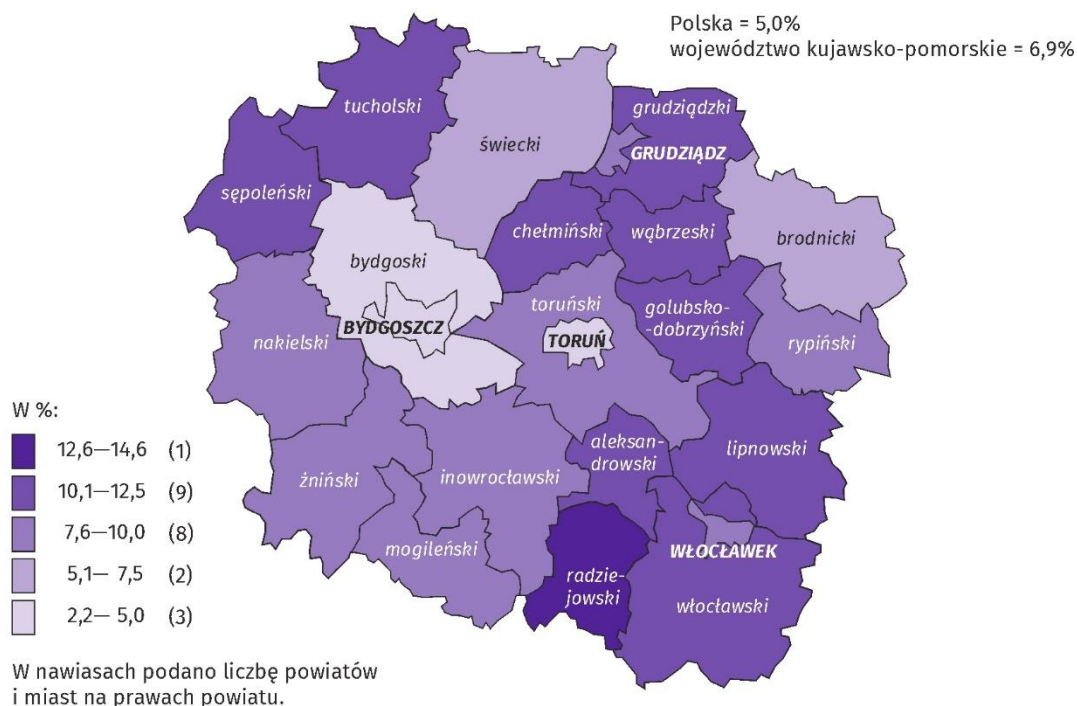 Polska = 5,0%
województwo kujawsko-pomorskie = 6,9%
tucholski
grudziądzki
świecki
GRUDZIĄDZ
sępoleński
chełmiński
wąbrzeski
brodnicki
bydgoski
toruński
golubsko-
-dobrzyński
BYDGOSZCZ
TORUŃ
nakielski
rypiński
W %:
12,6—14,6 (1)
10,1—12,5 (9)
7,6—10,0 (8)
5,1— 7,5 (2)
2,2— 5,0 (3)
aleksan-
drowski
lipnowski
żniński
inowrocławski
mogileński
WŁOCŁAWEK
radzie-
jowski
włocławski
W nawiasach podano liczbę powiatów
i miast na prawach powiatu.